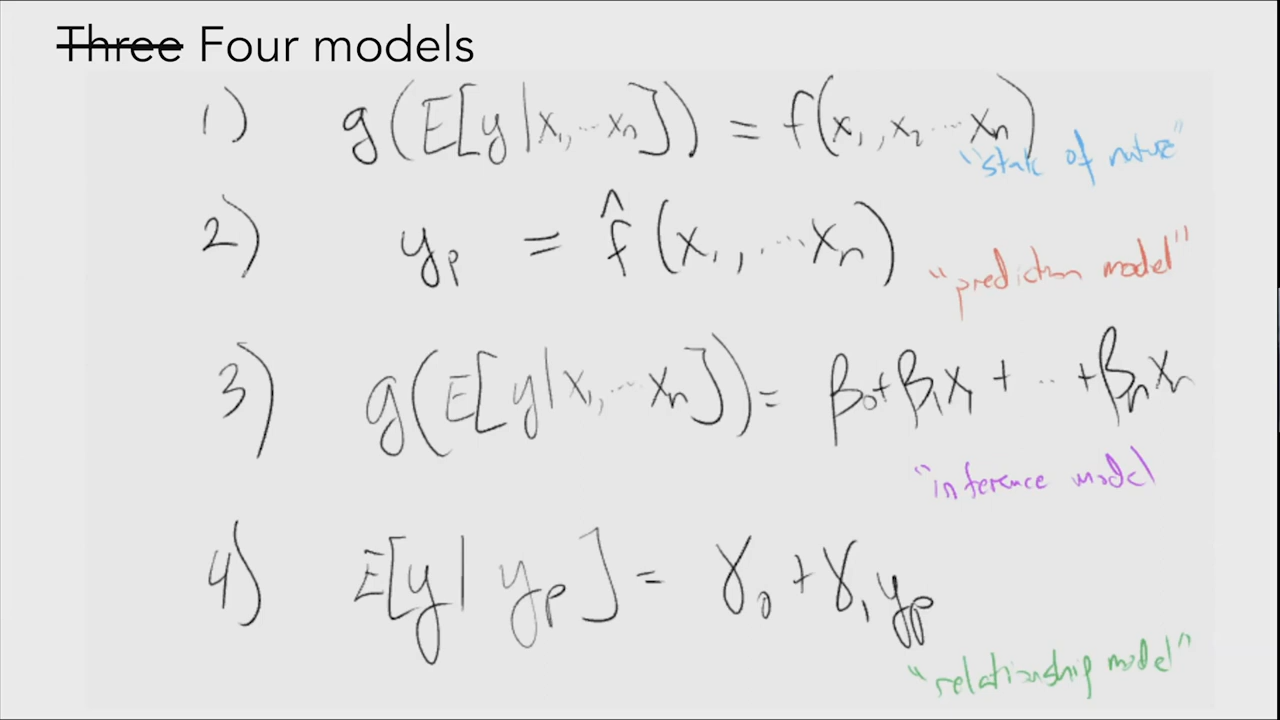 Three Four models
1) g(E[y|x₁,...xₙ]) = f(x₁,x₂...xₙ)
"state of nature"
2) yₚ = f̂(x₁,...xₙ)
"prediction model"
3) g(E[y|x₁,...xₙ]) = β₀+β₁x₁+..+βₙxₙ
"inference model
4) E[y|yₚ] = γ₀+γ₁yₚ
"relationship model"